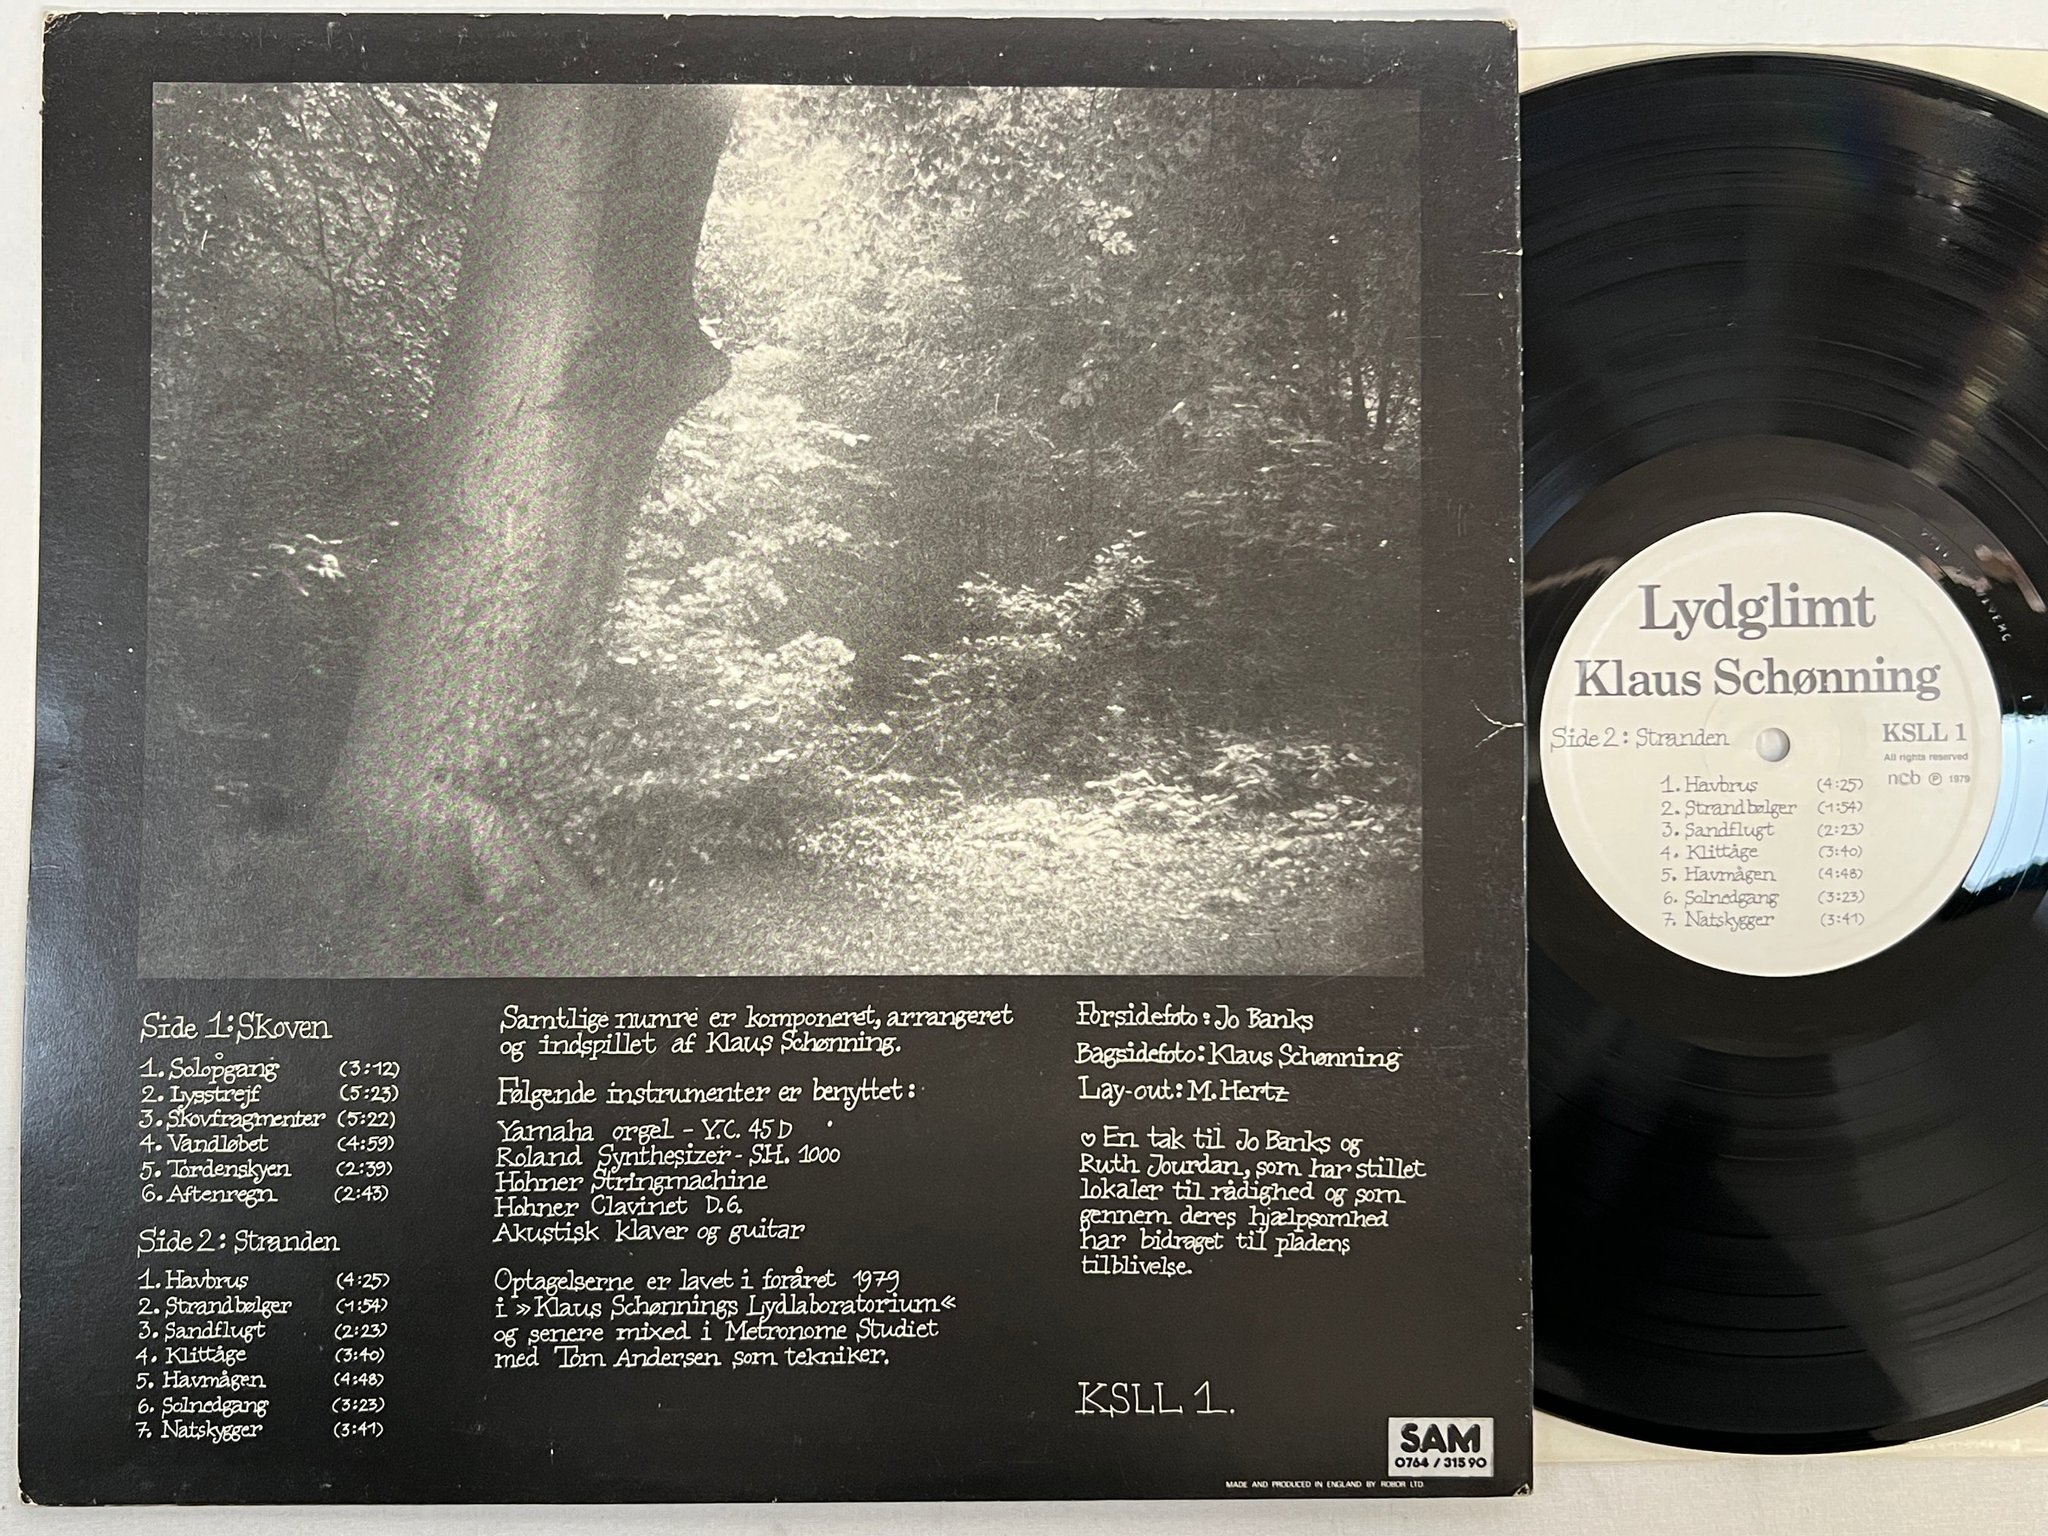 Side 1: Skoven
1. Solopgang (3:12)
2. Lysstrejf (5:23)
3. Skovfragmenter (5:22)
4. Vandløbet (4:59)
5. Tordenskyen (2:39)
6. Aftenregn (2:43)
Side 2: Stranden
1. Havbrus (4:25)
2. Strandbølger (1:54)
3. Sandflugt (2:23)
4. Klittåge (3:40)
5. Havmågen (4:48)
6. Solnedgang (3:23)
7. Natskygger (3:41)
Samtlige numre er komponeret, arrangeret
og indspillet af Klaus Schønning.
Følgende instrumenter er benyttet:
Yamaha orgel - Y.C. 45 D
Roland Synthesizer - S.H. 1000
Hohner Stringmachine
Hohner Clavinet D.6.
Akustisk klaver og guitar
Optagelserne er lavet i foråret 1979
i »Klaus Schønnings Lydlaboratorium«
og senere mixed i Metronome Studiet
med Tom Andersen som tekniker.
Forsidefoto: Jo Banks
Bagsidefoto: Klaus Schønning
Lay-out: M. Hertz
♡ En tak til Jo Banks og
Ruth Jourdan, som har stillet
lokaler til rådighed og som
gennem deres hjælpsomhed
har bidraget til pladens
tilblivelse.
KSLL 1.
SAM
0764 / 315 90
MADE AND PRODUCED IN ENGLAND BY ROBOR LTD.
Lydglimt
Klaus Schønning
Side 2: Stranden
KSLL 1
All rights reserved
ncb ℗ 1979
1. Havbrus (4:25)
2. Strandbølger (1:54)
3. Sandflugt (2:23)
4. Klittåge (3:40)
5. Havmågen (4:48)
6. Solnedgang (3:23)
7. Natskygger (3:41)